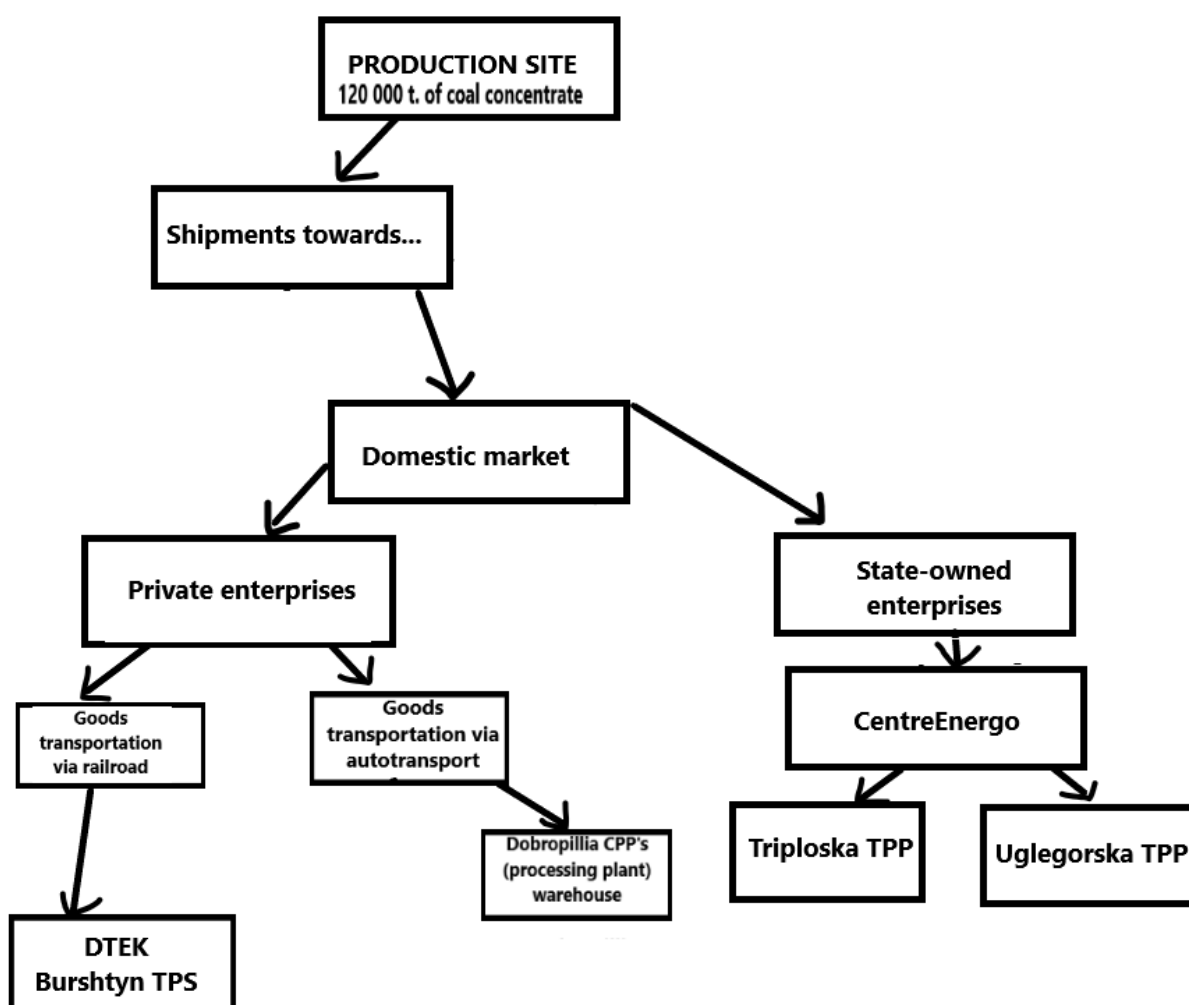 PRODUCTION SITE
120 000 t. of coal concentrate
Shipments towards...
Domestic market
Private enterprises
State-owned
enterprises
Goods
transportation
via railroad
Goods
transportation via
autotransport
CentreEnergo
Dobropillia CPP's
(processing plant)
warehouse
Triploska TPP
Uglegorska TPP
DTEK
Burshtyn TPS